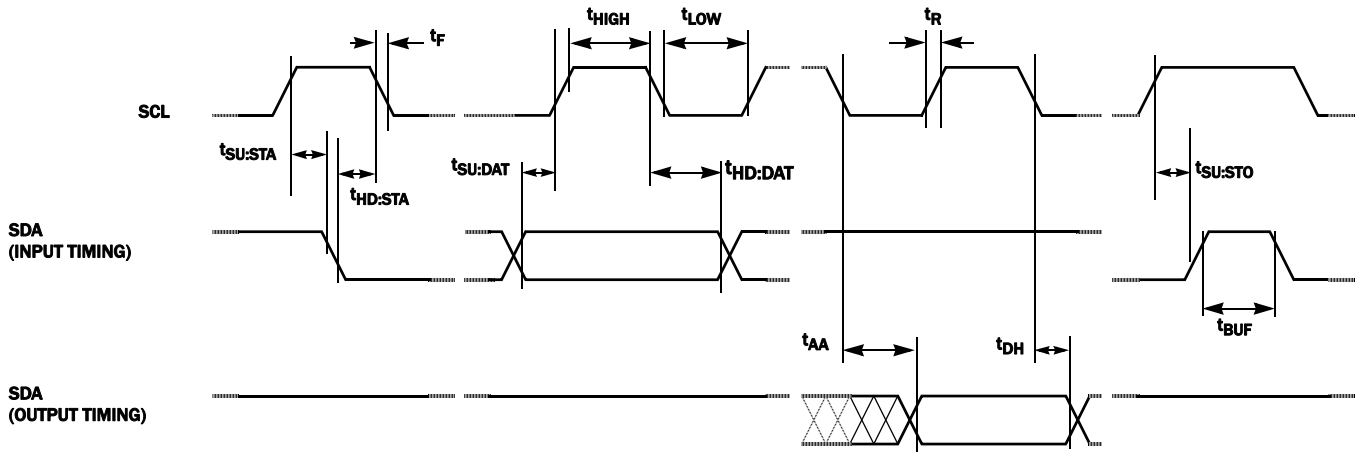 tF
tHIGH
tLOW
tR
SCL
tSU:STA
tHD:STA
tSU:DAT
tHD:DAT
tSU:STO
SDA
(INPUT TIMING)
tBUF
tAA
tDH
SDA
(OUTPUT TIMING)